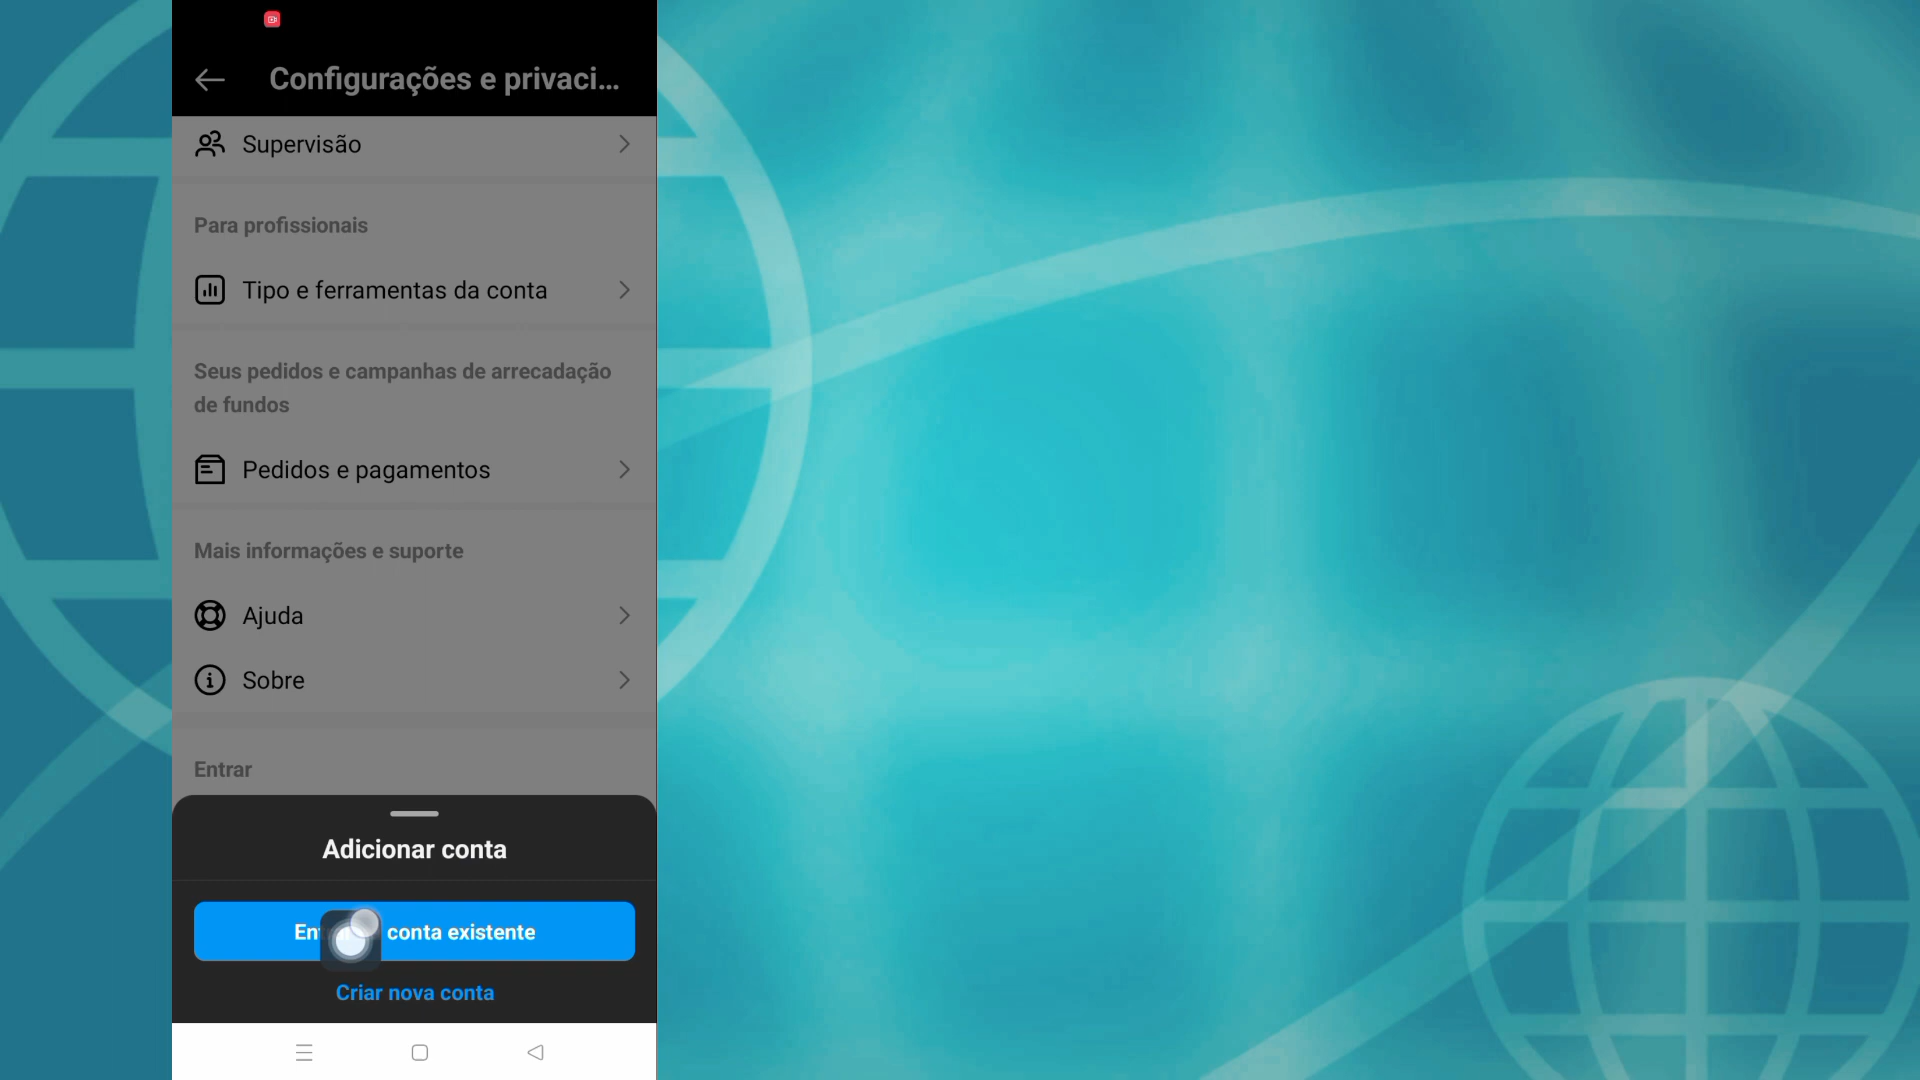 Configurações e privaci...
Supervisão
Para profissionais
Tipo e ferramentas da conta
Seus pedidos e campanhas de arrecadação
de fundos
Pedidos e pagamentos
Mais informações e suporte
Ajuda
Sobre
Entrar
Adicionar conta
conta existente
Criar nova conta